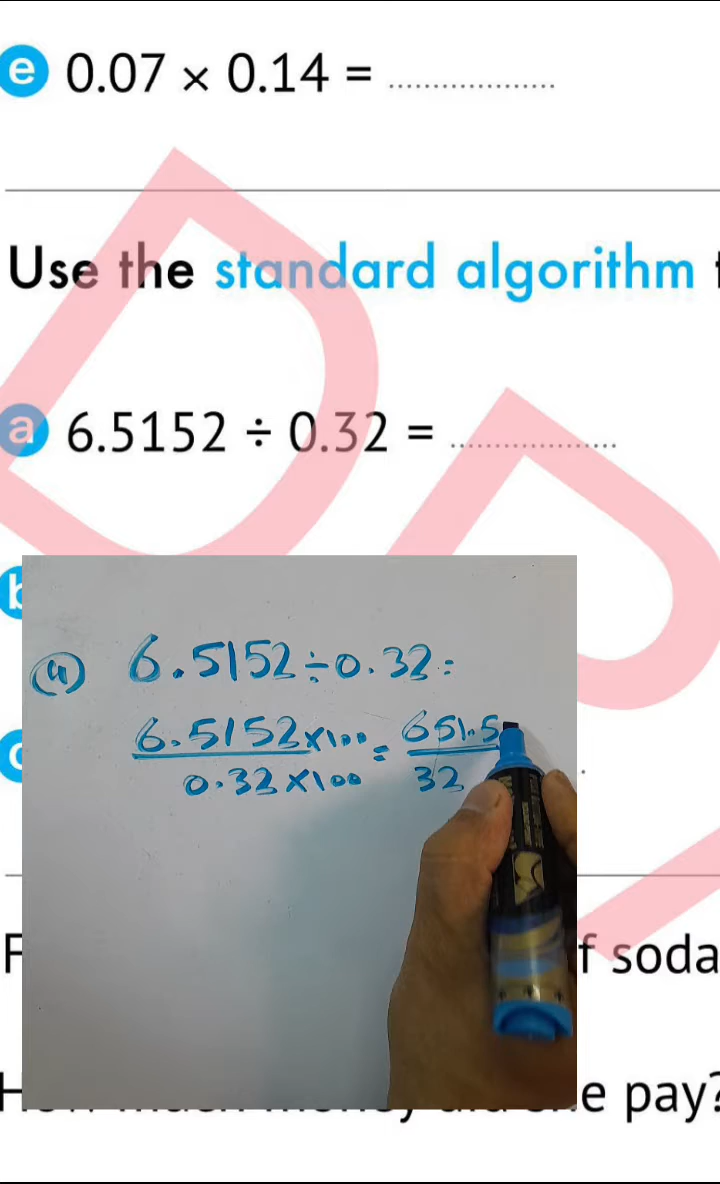 e 0.07 × 0.14 = ...................
Use the standard algorithm
a 6.5152 ÷ 0.32 = ..................
b
(4) 6.5152÷0.32=
6.5152×100 = 651.5
0.32×100 32
f soda
e pay?